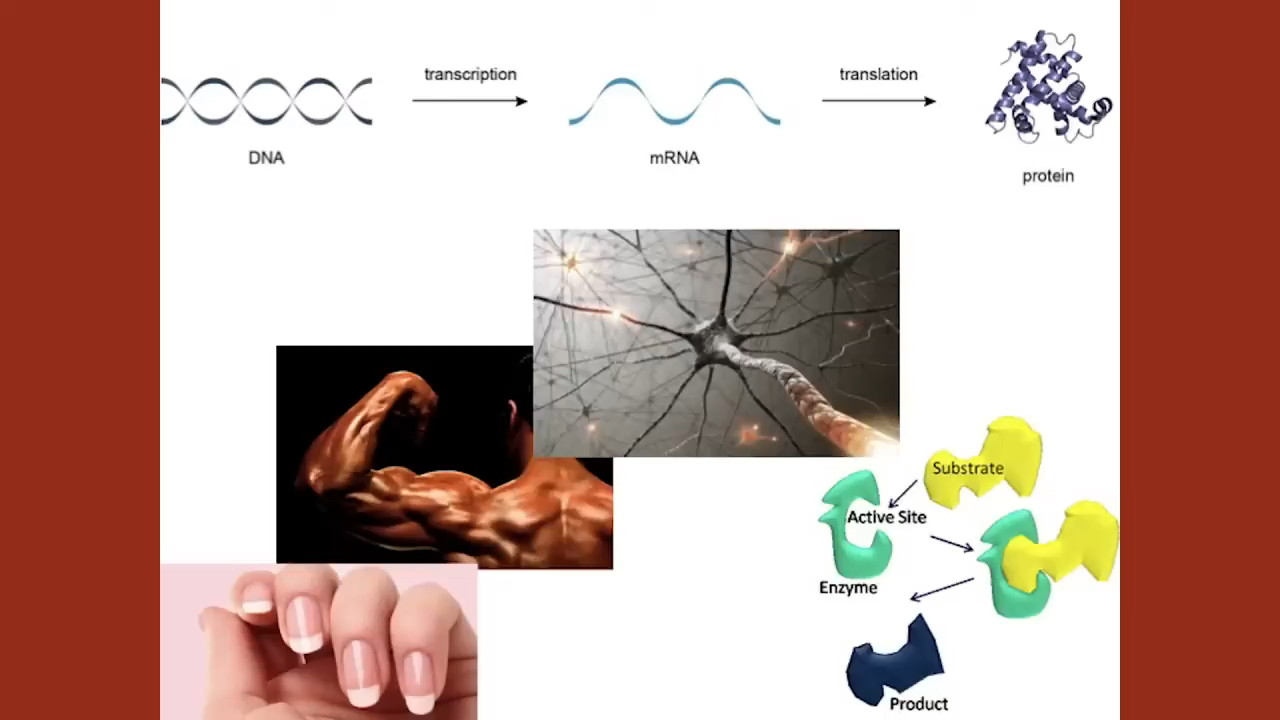 transcription
translation
DNA
mRNA
protein
Substrate
Active Site
Enzyme
Product